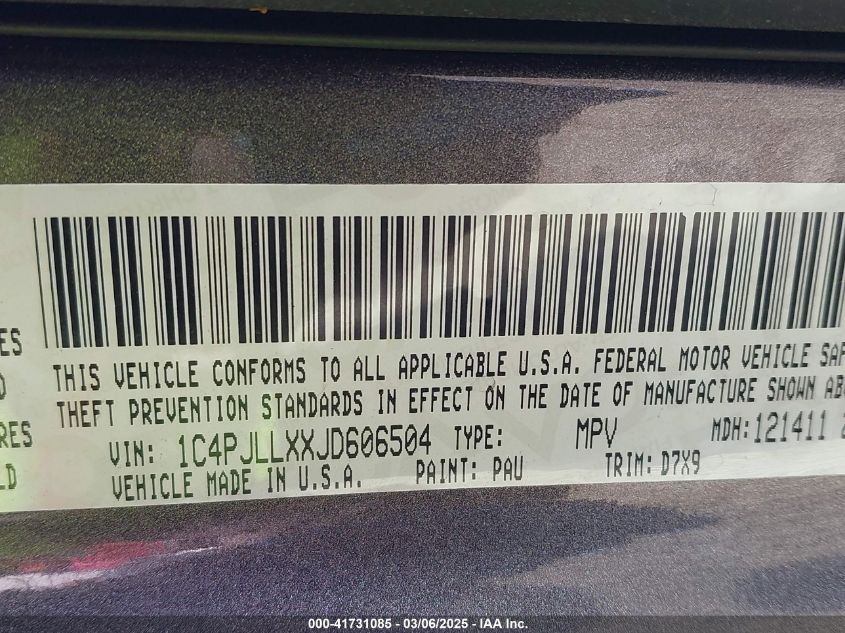 ES
THIS VEHICLE CONFORMS TO ALL APPLICABLE U.S.A. FEDERAL MOTOR VEHICLE SAF
D
THEFT PREVENTION STANDARDS IN EFFECT ON THE DATE OF MANUFACTURE SHOWN ABO
RES
VIN: 1C4PJLLXXJD606504 TYPE: MPV MDH: 121411 2
LD
VEHICLE MADE IN U.S.A. PAINT: PAU TRIM: D7X9
000-41731085 - 03/06/2025 - IAA Inc.